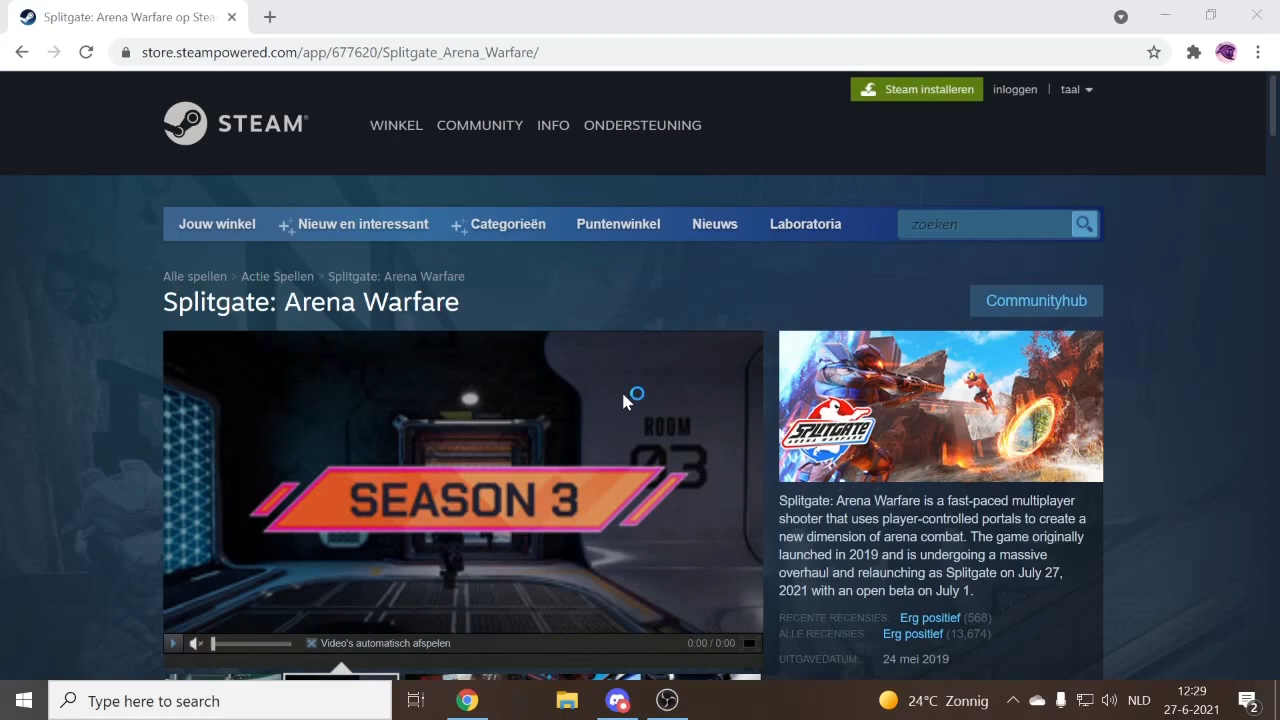 Splitgate: Arena Warfare op Stea
store.steampowered.com/app/677620/Splitgate_Arena_Warfare/
Steam installeren
inloggen | taal
STEAM®
WINKEL COMMUNITY INFO ONDERSTEUNING
Jouw winkel Nieuw en interessant Categorieën Puntenwinkel Nieuws Laboratoria zoeken
Alle spellen > Actie Spellen > Splitgate: Arena Warfare
Splitgate: Arena Warfare
Communityhub
ROOM
03
SEASON 3
SPLITGATE
ARENA WARFARE
Splitgate: Arena Warfare is a fast-paced multiplayer
shooter that uses player-controlled portals to create a
new dimension of arena combat. The game originally
launched in 2019 and is undergoing a massive
overhaul and relaunching as Splitgate on July 27,
2021 with an open beta on July 1.
RECENTE RECENSIES: Erg positief (568)
ALLE RECENSIES: Erg positief (13,674)
UITGAVEDATUM: 24 mei 2019
Video's automatisch afspelen 0:00 / 0:00
Type here to search
24°C Zonnig
NLD
12:29
27-6-2021
2